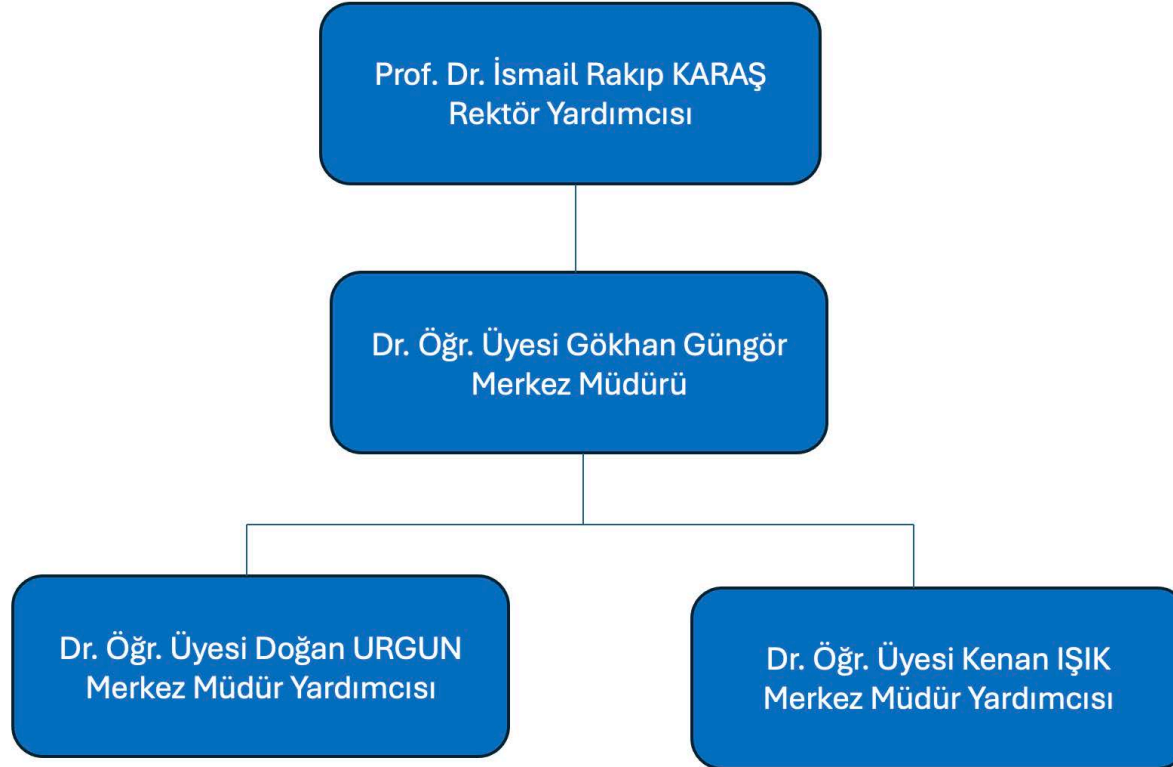 Prof. Dr. İsmail Rakıp KARAŞ
Rektör Yardımcısı
Dr. Öğr. Üyesi Gökhan Güngör
Merkez Müdürü
Dr. Öğr. Üyesi Doğan URGUN
Merkez Müdür Yardımcısı
Dr. Öğr. Üyesi Kenan IŞIK
Merkez Müdür Yardımcısı